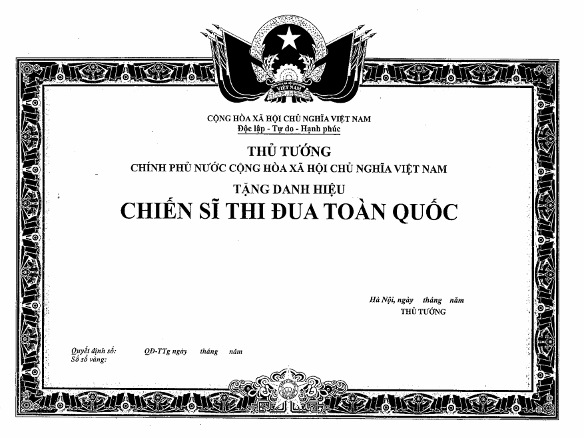 VIỆT NAM
CỘNG HÒA XÃ HỘI CHỦ NGHĨA VIỆT NAM
Độc lập - Tự do - Hạnh phúc
THỦ TƯỚNG
CHÍNH PHỦ NƯỚC CỘNG HÒA XÃ HỘI CHỦ NGHĨA VIỆT NAM
TẶNG DANH HIỆU
CHIẾN SĨ THI ĐUA TOÀN QUỐC
Hà Nội, ngày tháng năm
THỦ TƯỚNG
Quyết định số: QĐ-TTg ngày tháng năm
Số sổ vàng: